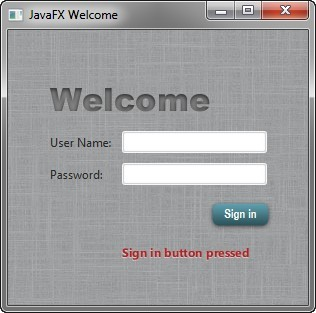 JavaFX Welcome
Welcome
User Name:
Password:
Sign in
Sign in button pressed